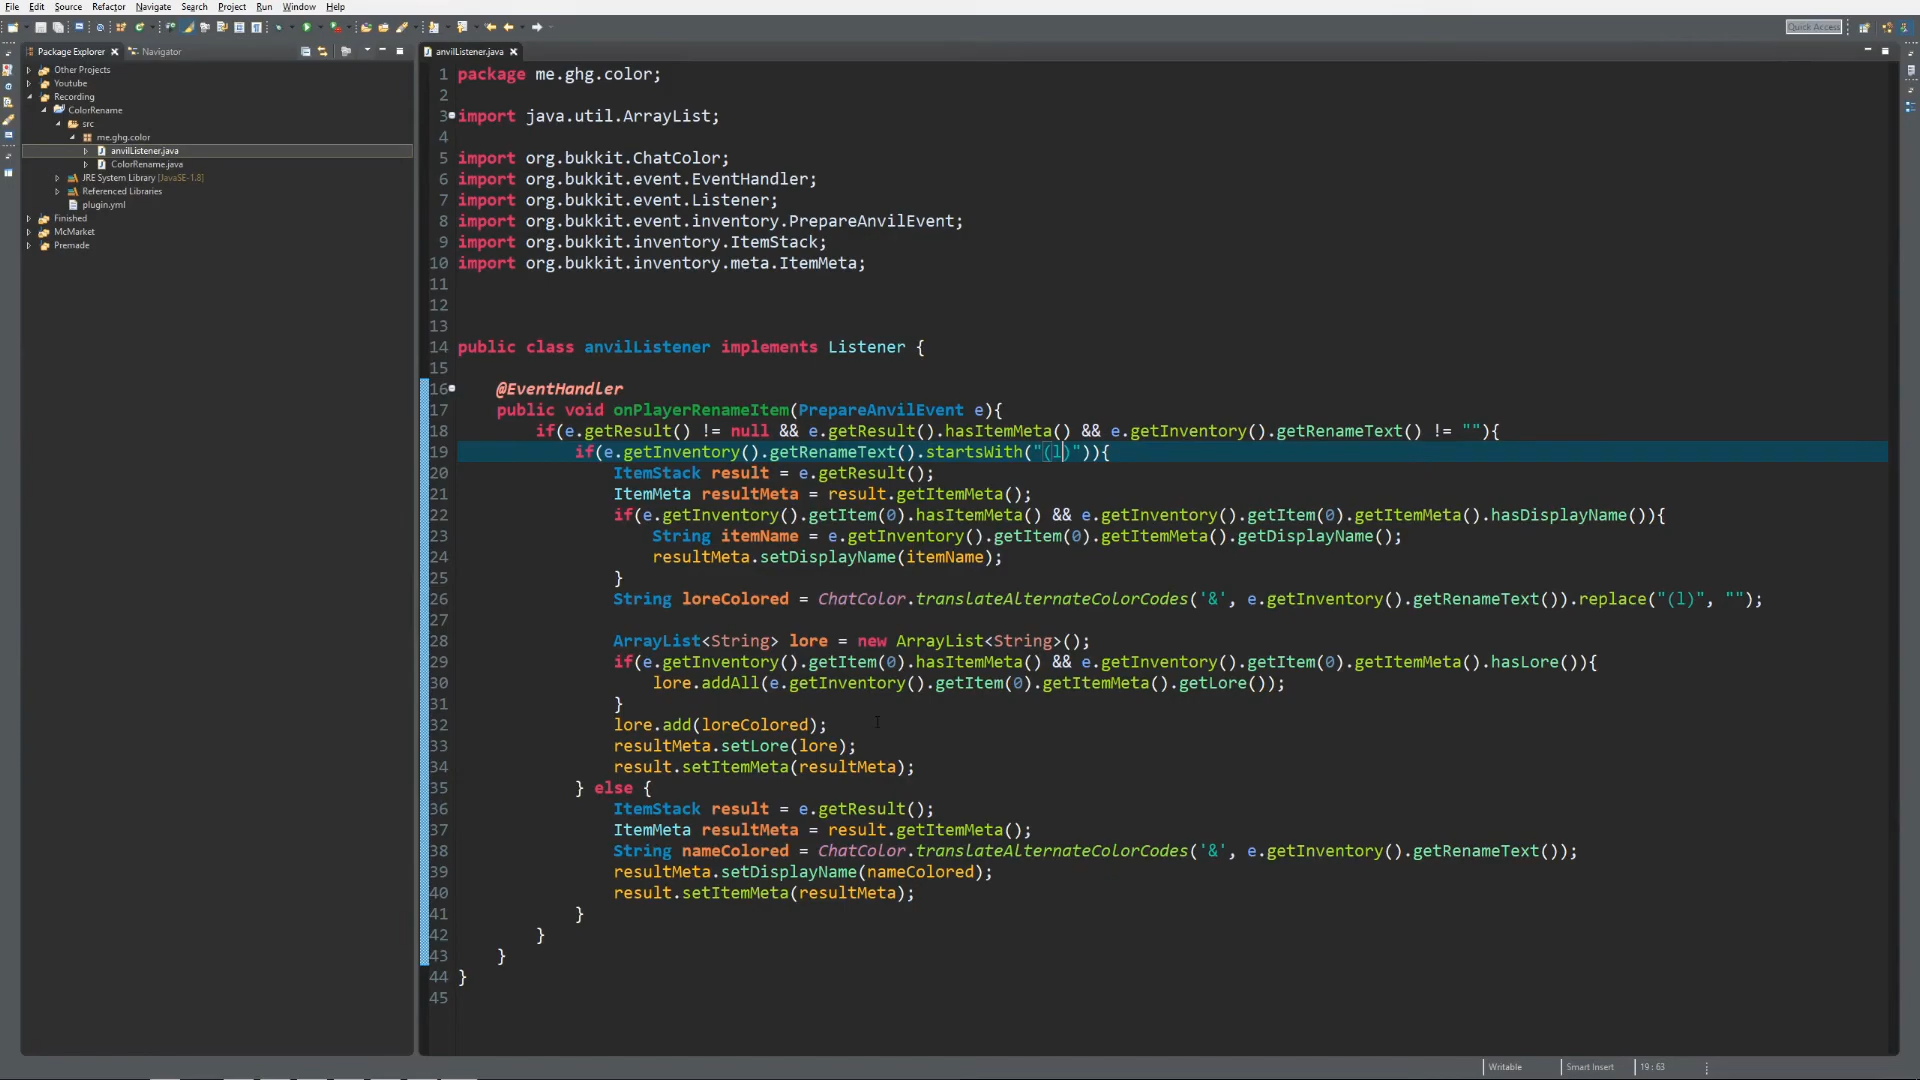 File Edit Source Refactor Navigate Search Project Run Window Help
Quick Access
Package Explorer Navigator
Other Projects
Youtube
Recording
ColorRename
src
me.ghg.color
anvilListener.java
ColorRename.java
JRE System Library [JavaSE-1.8]
Referenced Libraries
plugin.yml
Finished
McMarket
Premade
anvilListener.java
1 package me.ghg.color;
2
3 import java.util.ArrayList;
4
5 import org.bukkit.ChatColor;
6 import org.bukkit.event.EventHandler;
7 import org.bukkit.event.Listener;
8 import org.bukkit.event.inventory.PrepareAnvilEvent;
9 import org.bukkit.inventory.ItemStack;
10 import org.bukkit.inventory.meta.ItemMeta;
11
12
13
14 public class anvilListener implements Listener {
15
16 @EventHandler
17 public void onPlayerRenameItem(PrepareAnvilEvent e){
18 if(e.getResult() != null && e.getResult().hasItemMeta() && e.getInventory().getRenameText() != ""){
19 if(e.getInventory().getRenameText().startsWith("(l)")){
20 ItemStack result = e.getResult();
21 ItemMeta resultMeta = result.getItemMeta();
22 if(e.getInventory().getItem(0).hasItemMeta() && e.getInventory().getItem(0).getItemMeta().hasDisplayName()){
23 String itemName = e.getInventory().getItem(0).getItemMeta().getDisplayName();
24 resultMeta.setDisplayName(itemName);
25 }
26 String loreColored = ChatColor.translateAlternateColorCodes('&', e.getInventory().getRenameText()).replace("(l)", "");
27
28 ArrayList<String> lore = new ArrayList<String>();
29 if(e.getInventory().getItem(0).hasItemMeta() && e.getInventory().getItem(0).getItemMeta().hasLore()){
30 lore.addAll(e.getInventory().getItem(0).getItemMeta().getLore());
31 }
32 lore.add(loreColored);
33 resultMeta.setLore(lore);
34 result.setItemMeta(resultMeta);
35 } else {
36 ItemStack result = e.getResult();
37 ItemMeta resultMeta = result.getItemMeta();
38 String nameColored = ChatColor.translateAlternateColorCodes('&', e.getInventory().getRenameText());
39 resultMeta.setDisplayName(nameColored);
40 result.setItemMeta(resultMeta);
41 }
42 }
43 }
44 }
45
Writable Smart Insert 19 : 63